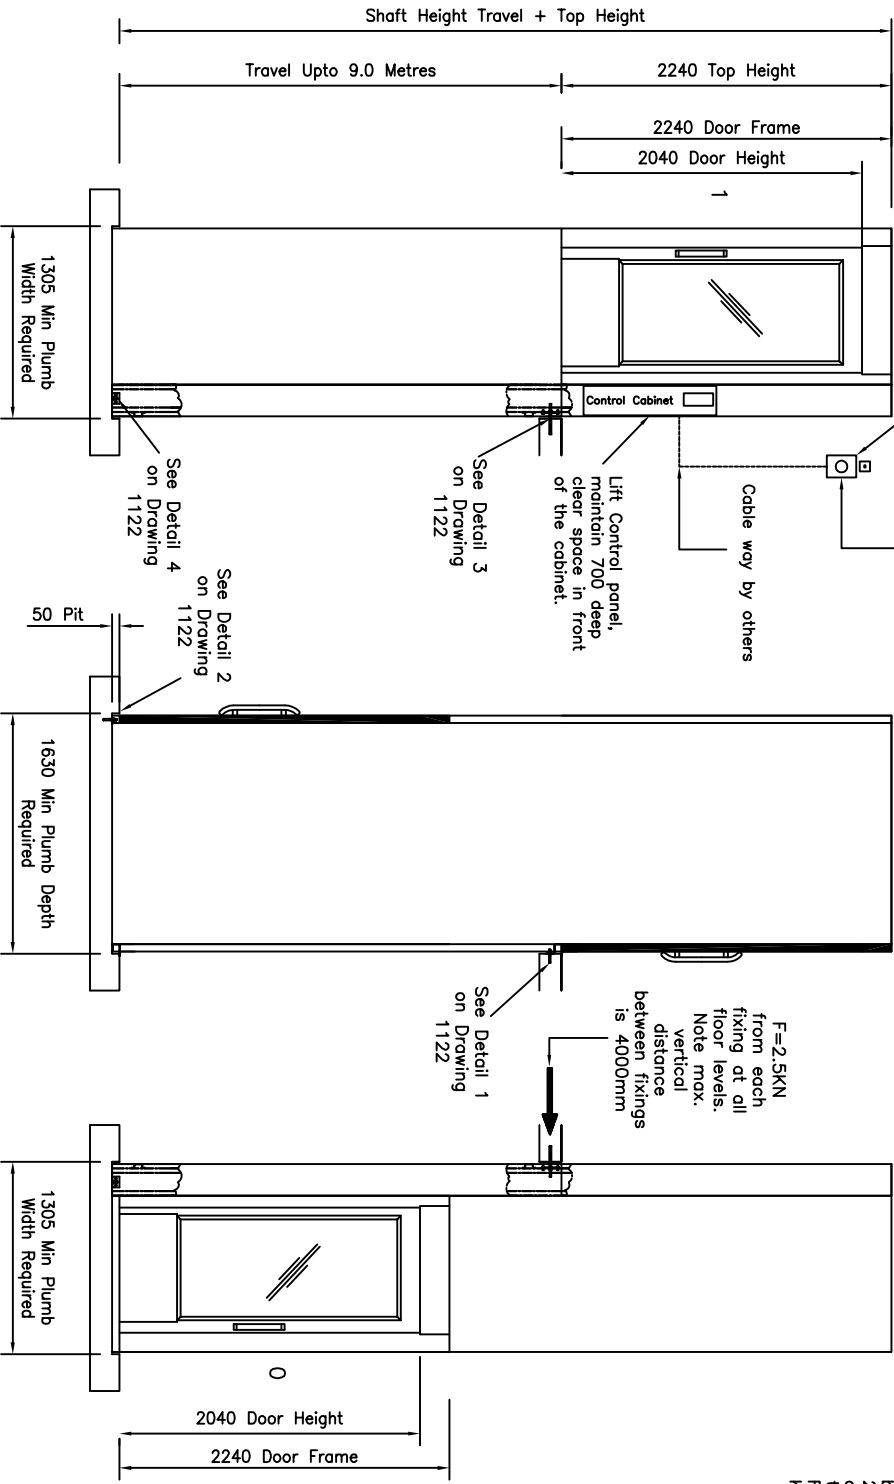 Shaft Height Travel + Top Height
Travel Upto 9.0 Metres
2240 Top Height
2240 Door Frame
2040 Door Height
1
1305 Min Plumb
Width Required
Control Cabinet
See Detail 4
on Drawing
1122
See Detail 3
on Drawing
1122
Lift Control panel,
maintain 700 deep
clear space in front
of the cabinet.
Cable way by others
50 Pit
See Detail 2
on Drawing
1122
1630 Min Plumb Depth
Required
See Detail 1
on Drawing
1122
F=2.5KN
from each
fixing at all
floor levels.
Note max.
vertical
distance
between fixings
is 4000mm
1305 Min Plumb
Width Required
0
2040 Door Height
2240 Door Frame